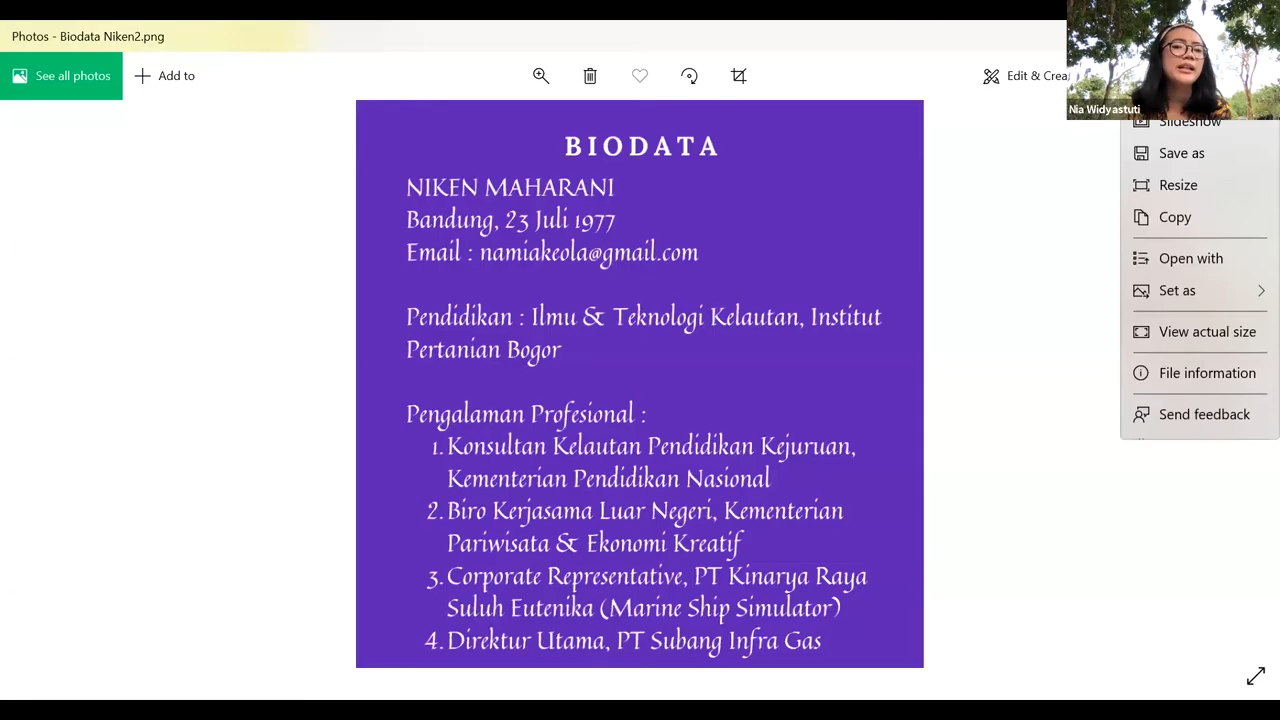 Photos - Biodata Niken2.png
See all photos
Add to
Edit & Crea
Nia Widyastuti
Slideshow
Save as
Resize
Copy
Open with
Set as
View actual size
File information
Send feedback
BIODATA
NIKEN MAHARANI
Bandung, 23 Juli 1977
Email : namiakeola@gmail.com
Pendidikan : Ilmu & Teknologi Kelautan, Institut
Pertanian Bogor
Pengalaman Profesional :
1. Konsultan Kelautan Pendidikan Kejuruan,
Kementerian Pendidikan Nasional
2. Biro Kerjasama Luar Negeri, Kementerian
Pariwisata & Ekonomi Kreatif
3. Corporate Representative, PT Kinarya Raya
Suluh Eutenika (Marine Ship Simulator)
4. Direktur Utama, PT Subang Infra Gas